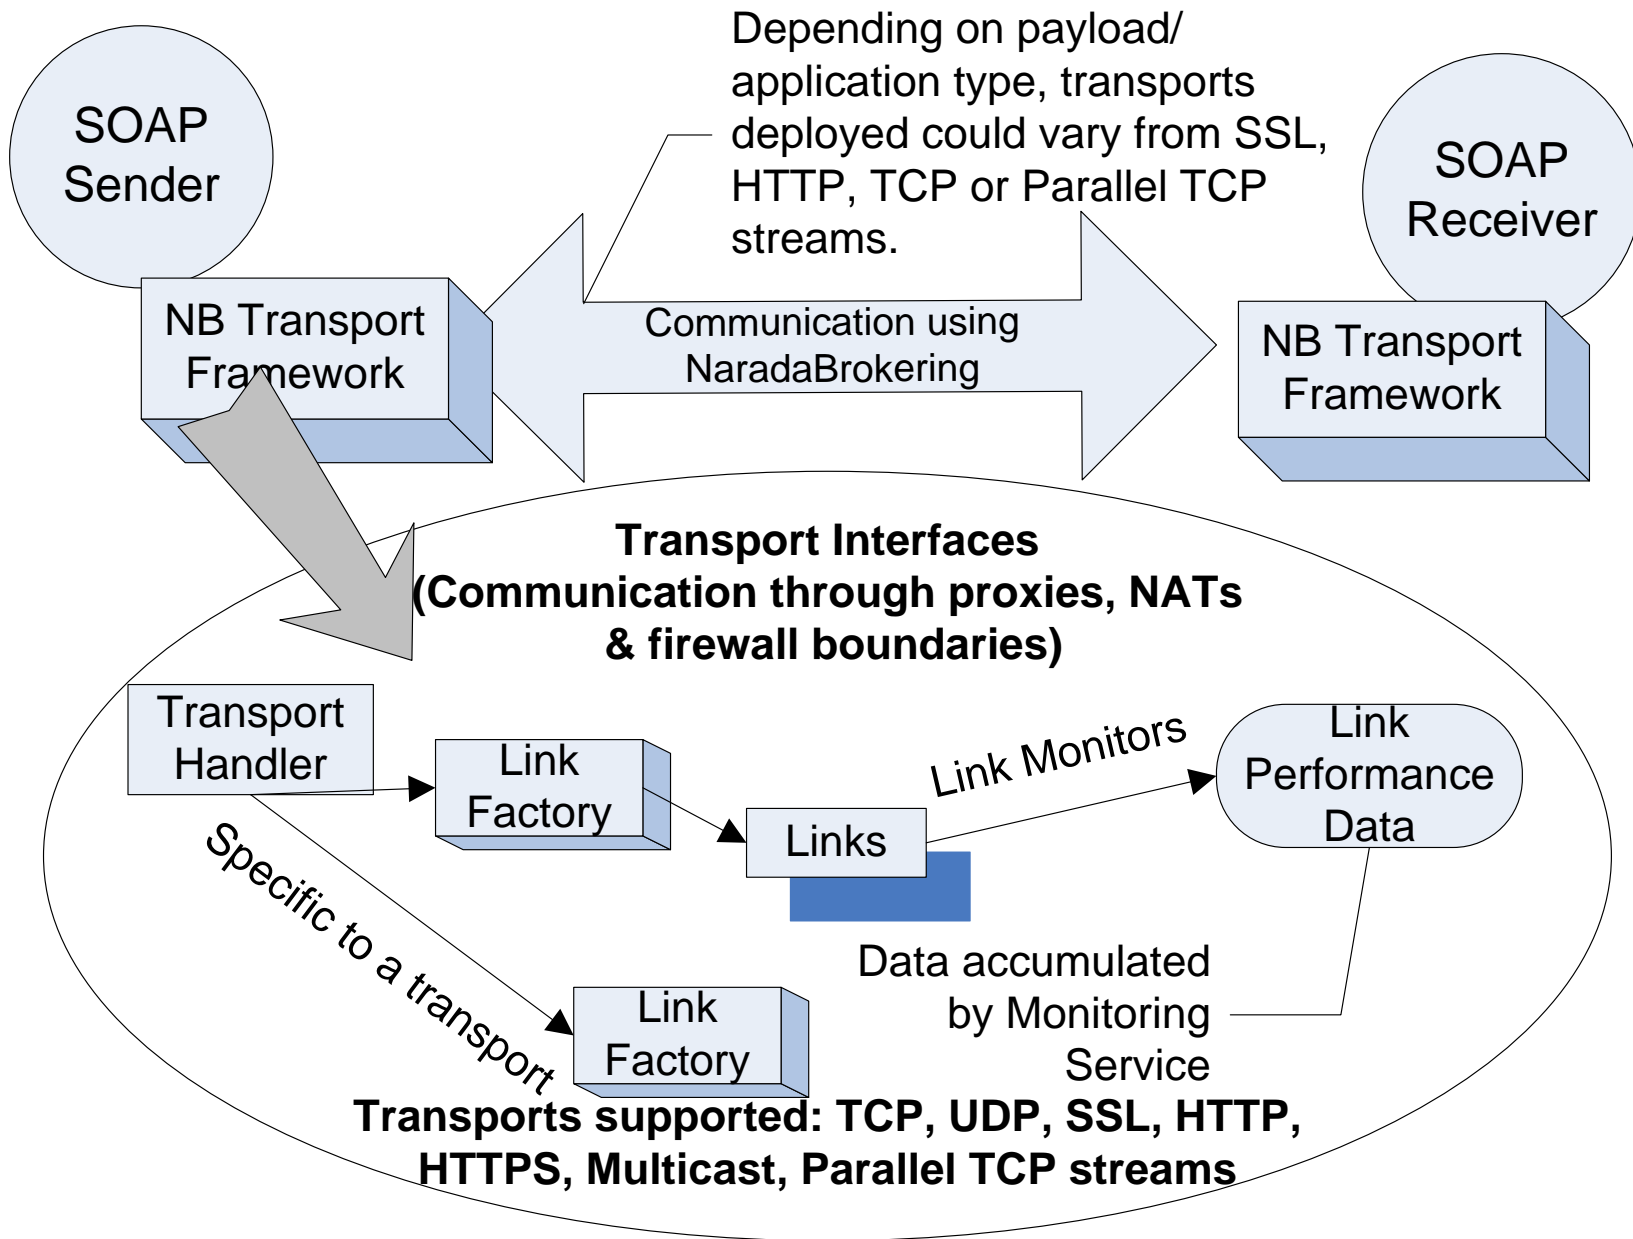 SOAP
Sender
Depending on payload/
application type, transports
deployed could vary from SSL,
HTTP, TCP or Parallel TCP
streams.
SOAP
Receiver
NB Transport
Framework
Communication using
NaradaBrokering
NB Transport
Framework
Transport Interfaces
(Communication through proxies, NATs
& firewall boundaries)
Transport
Handler
Link
Factory
Links
Link Monitors
Link
Performance
Data
Specific to a transport
Link
Factory
Data accumulated
by Monitoring
Service
Transports supported: TCP, UDP, SSL, HTTP,
HTTPS, Multicast, Parallel TCP streams